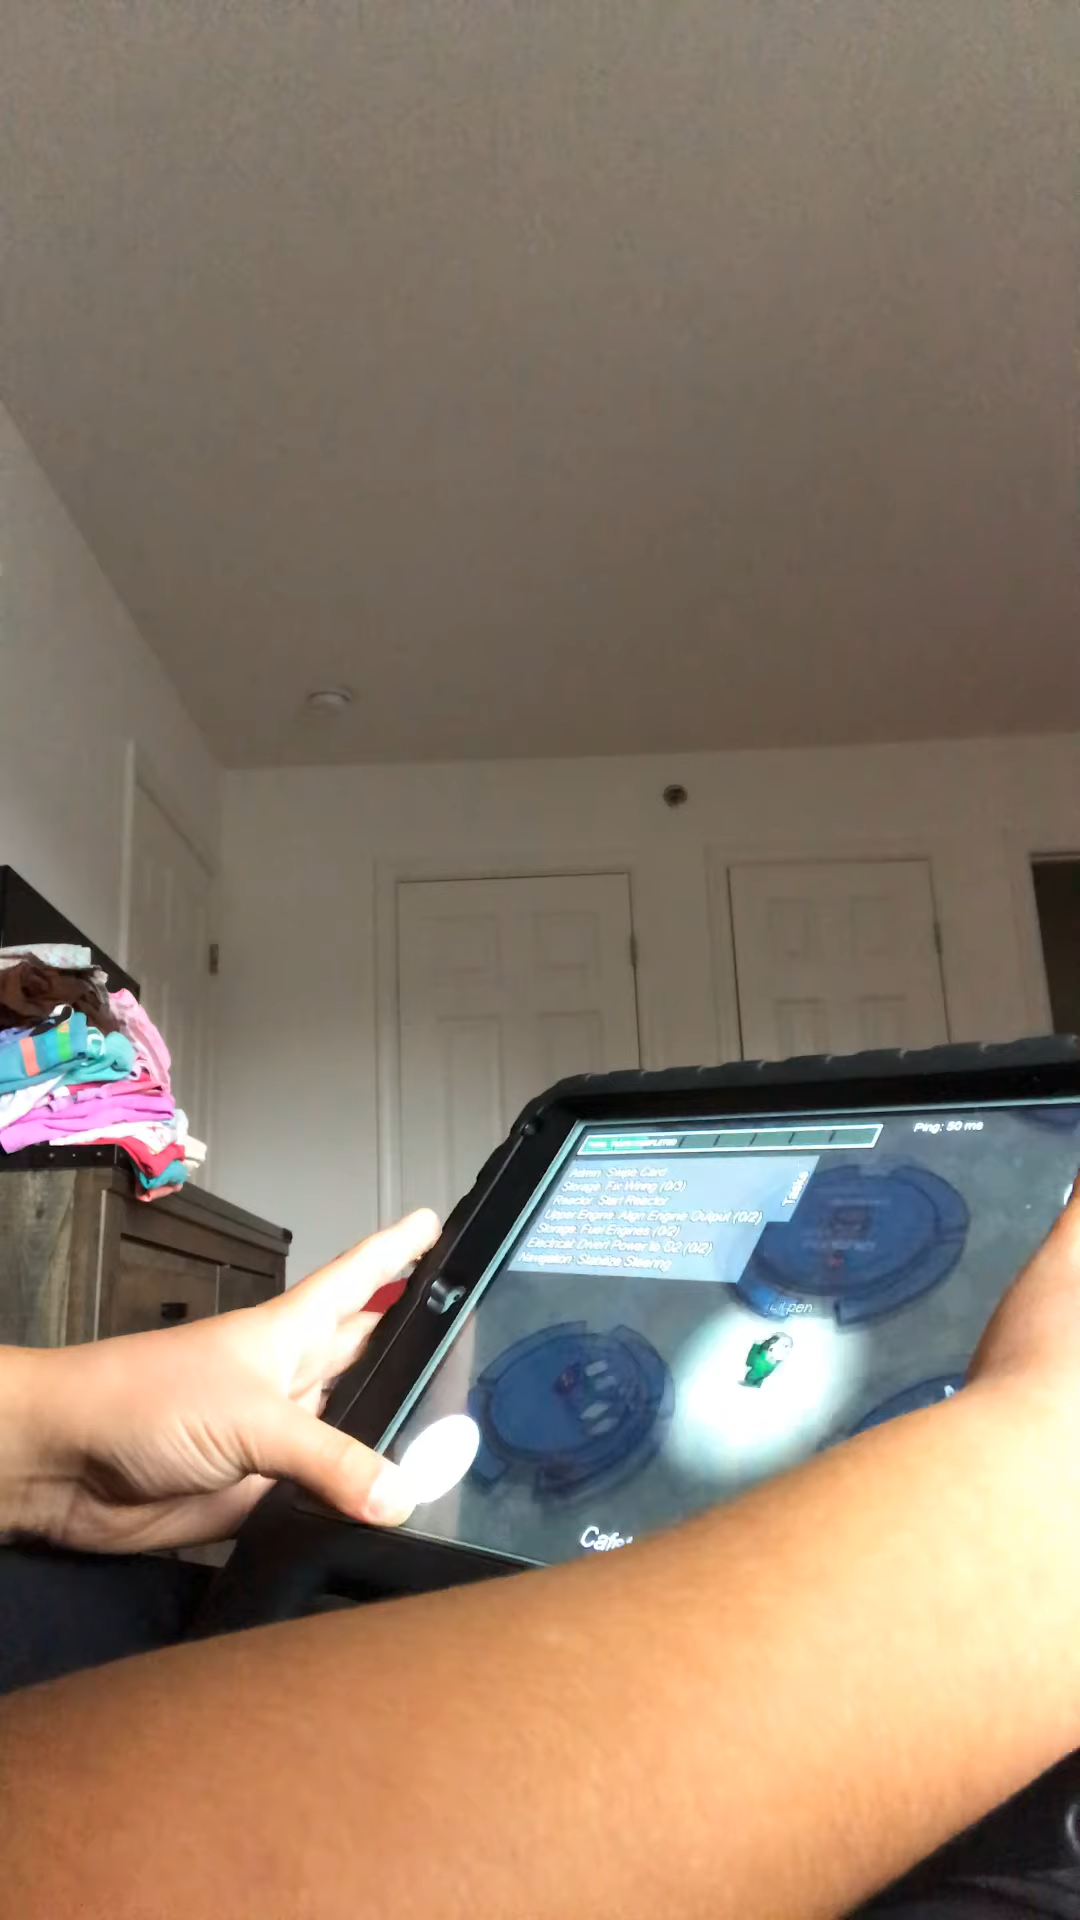 Ping: 50 ms
Admin: Swipe Card
Storage: Fix Wiring (0/3)
Reactor: Start Reactor
Upper Engine: Align Engine Output (0/2)
Storage: Fuel Engines (0/2)
Electrical: Divert Power to O2 (0/2)
Navigation: Stabilize Steering
Tasks